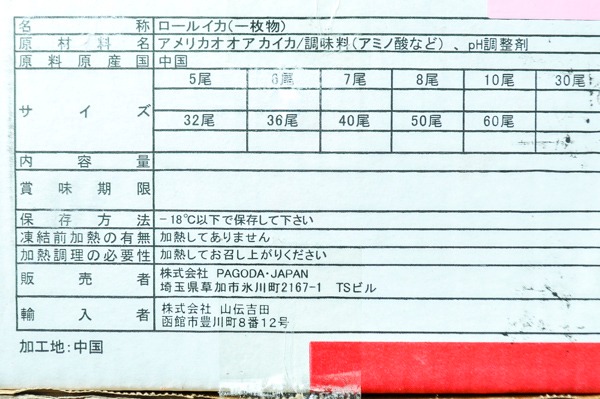 名称 ロールイカ(一枚物)
原材料名 アメリカオオアカイカ/調味料(アミノ酸など)、pH調整剤
原料原産国 中国
サイズ 5尾 6尾 7尾 8尾 10尾 30尾
32尾 36尾 40尾 50尾 60尾
内容量
賞味期限
保存方法 -18℃以下で保存して下さい
凍結前加熱の有無 加熱してありません
加熱調理の必要性 加熱してお召し上がりください
販売者 株式会社 PAGODA・JAPAN
埼玉県草加市氷川町2167-1 TSビル
輸入者 株式会社 山伝吉田
函館市豊川町8番12号
加工地:中国